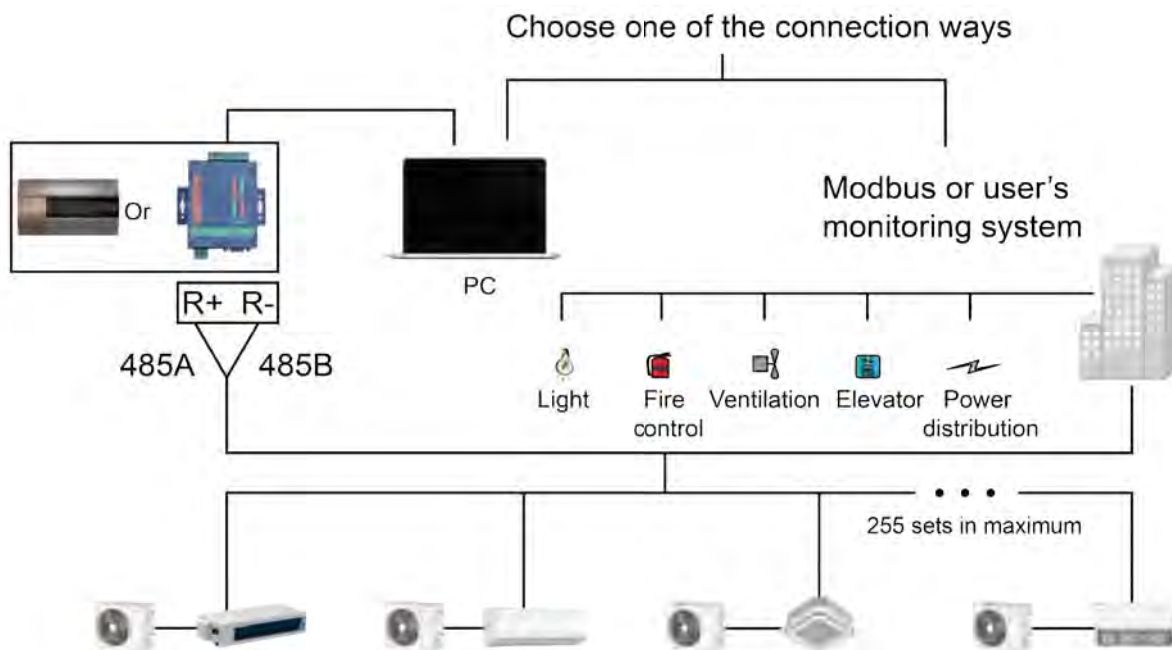 Choose one of the connection ways
Or
PC
Modbus or user's
monitoring system
R+ R-
485A
485B
Light
Fire
control
Ventilation
Elevator
Power
distribution
255 sets in maximum